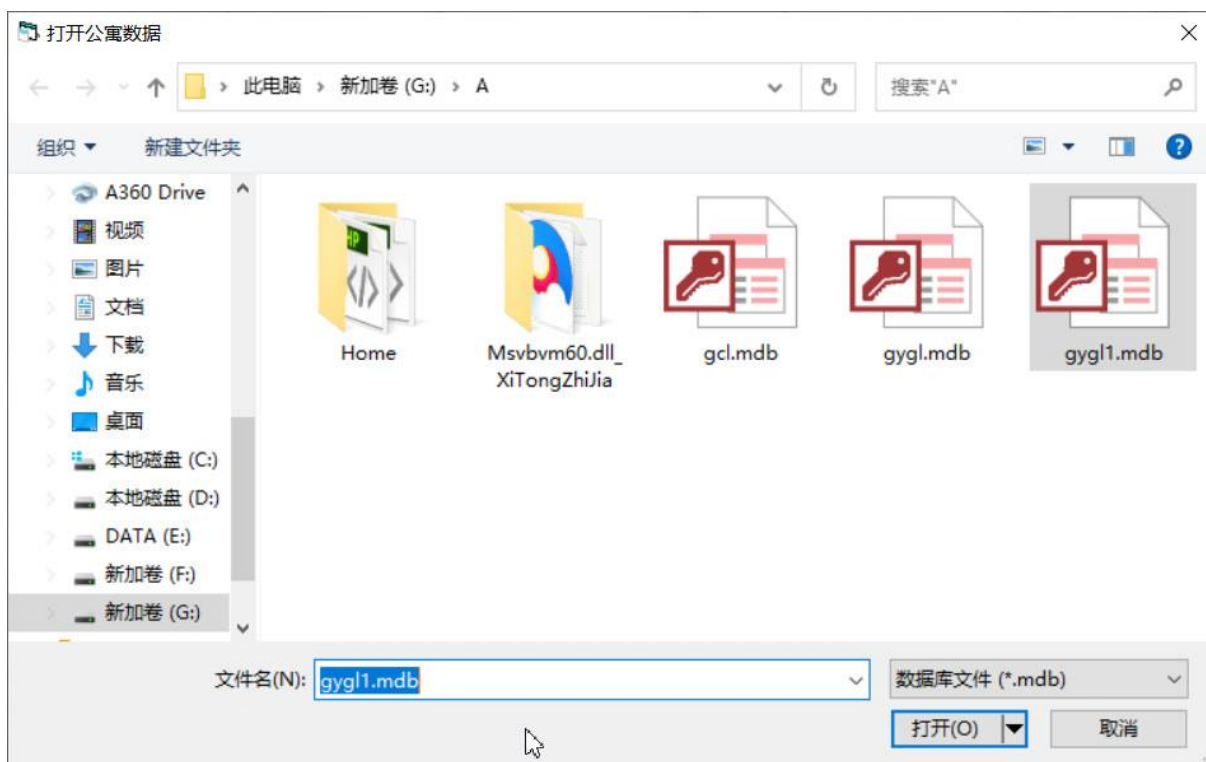 打开公寓数据
此电脑 › 新加卷 (G:) › A
搜索"A"
组织
新建文件夹
A360 Drive
视频
图片
文档
下载
音乐
桌面
本地磁盘 (C:)
本地磁盘 (D:)
DATA (E:)
新加卷 (F:)
新加卷 (G:)
HP
Home
Msvbvm60.dll_
XiTongZhiJia
gcl.mdb
gygl.mdb
gygl1.mdb
文件名(N): gygl1.mdb
数据库文件 (*.mdb)
打开(O)
取消